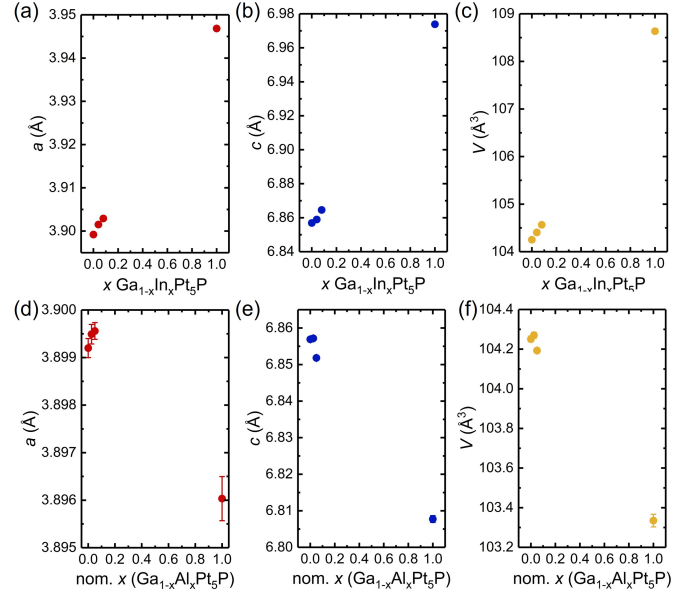 (a)
3.95
3.94
3.93
3.92
3.91
3.90
a (Å)
0.0 0.2 0.4 0.6 0.8 1.0
x Ga1-xInxPt5P
(b)
6.98
6.96
6.94
6.92
6.90
6.88
6.86
6.84
c (Å)
0.0 0.2 0.4 0.6 0.8 1.0
x Ga1-xInxPt5P
(c)
109
108
107
106
105
104
V (Å3)
0.0 0.2 0.4 0.6 0.8 1.0
x Ga1-xInxPt5P
(d)
3.900
3.899
3.898
3.897
3.896
3.895
a (Å)
0.0 0.2 0.4 0.6 0.8 1.0
nom. x (Ga1-xAlxPt5P)
(e)
6.86
6.85
6.84
6.83
6.82
6.81
6.80
c (Å)
0.0 0.2 0.4 0.6 0.8 1.0
nom. x (Ga1-xAlxPt5P)
(f)
104.4
104.2
104.0
103.8
103.6
103.4
103.2
V (Å3)
0.0 0.2 0.4 0.6 0.8 1.0
nom. x (Ga1-xAlxPt5P)